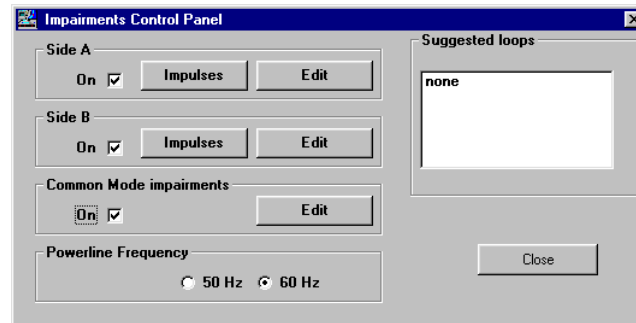 Impairments Control Panel
Side A
On Impulses Edit
Side B
On Impulses Edit
Common Mode impairments
On Edit
Powerline Frequency
50 Hz 60 Hz
Suggested loops
none
Close